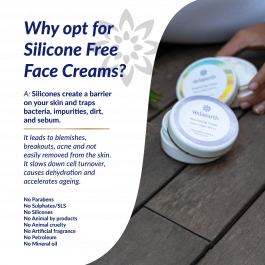 Why opt for
Silicone Free
Face Creams?
A: Silicones create a barrier
on your skin and traps
bacteria, impurities, dirt,
and sebum.
It leads to blemishes,
breakouts, acne and not
easily removed from the skin.
It slows down cell turnover,
causes dehydration and
accelerates ageing.
No Parabens
No Sulphates/SLS
No Silicones
No Animal by products
No Animal cruelty
No Artificial fragrance
No Petroleum
No Mineral oil
vedaearth
vedaearth